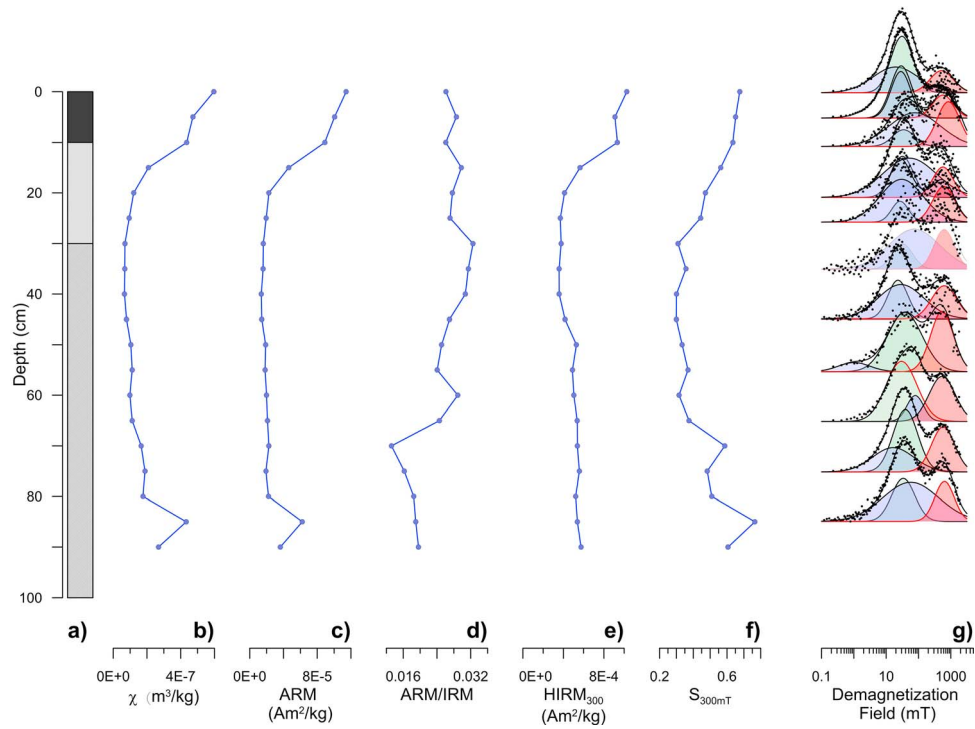 0
20
40
60
80
100
Depth (cm)
a) b) c) d) e) f) g)
0E+0 4E-7 0E+0 8E-5 0.016 0.032 0E+0 8E-4 0.2 0.6 0.1 10 1000
χ (m³/kg) ARM ARM/IRM HIRM₃₀₀ S₃₀₀mT Demagnetization
(Am²/kg) (Am²/kg) Field (mT)